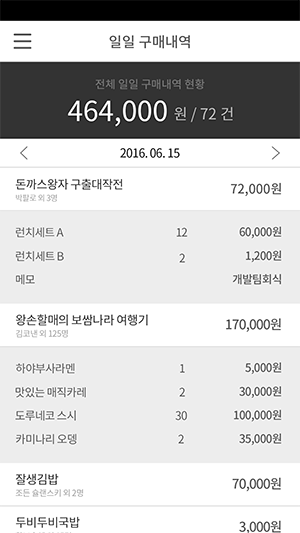 일일 구매내역
전체 일일 구매내역 현황
464,000 원 / 72 건
2016. 06. 15
돈까스왕자 구출대작전 72,000원
박활로 외 3명
런치세트 A 12 60,000원
런치세트 B 2 1,200원
메모 개발팀회식
왕손할매의 보쌈나라 여행기 170,000원
김코낸 외 125명
하야부사라멘 1 5,000원
맛있는 매직카레 2 30,000원
도루네코 스시 30 100,000원
카미나리 오뎅 2 35,000원
잘생김밥 70,000원
조든 슐랜스키 외 2명
두비두비국밥 3,000원